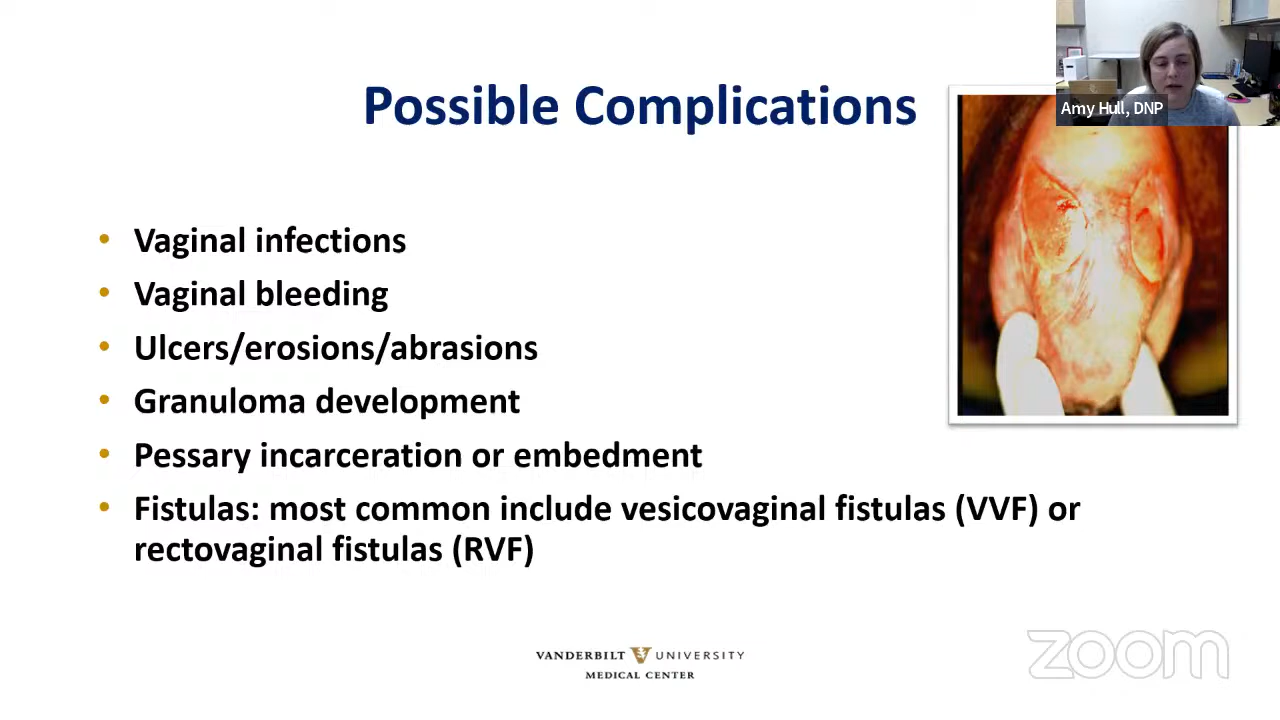 Possible Complications
Amy Hull, DNP
• Vaginal infections
• Vaginal bleeding
• Ulcers/erosions/abrasions
• Granuloma development
• Pessary incarceration or embedment
• Fistulas: most common include vesicovaginal fistulas (VVF) or
rectovaginal fistulas (RVF)
VANDERBILT UNIVERSITY
MEDICAL CENTER
zoom